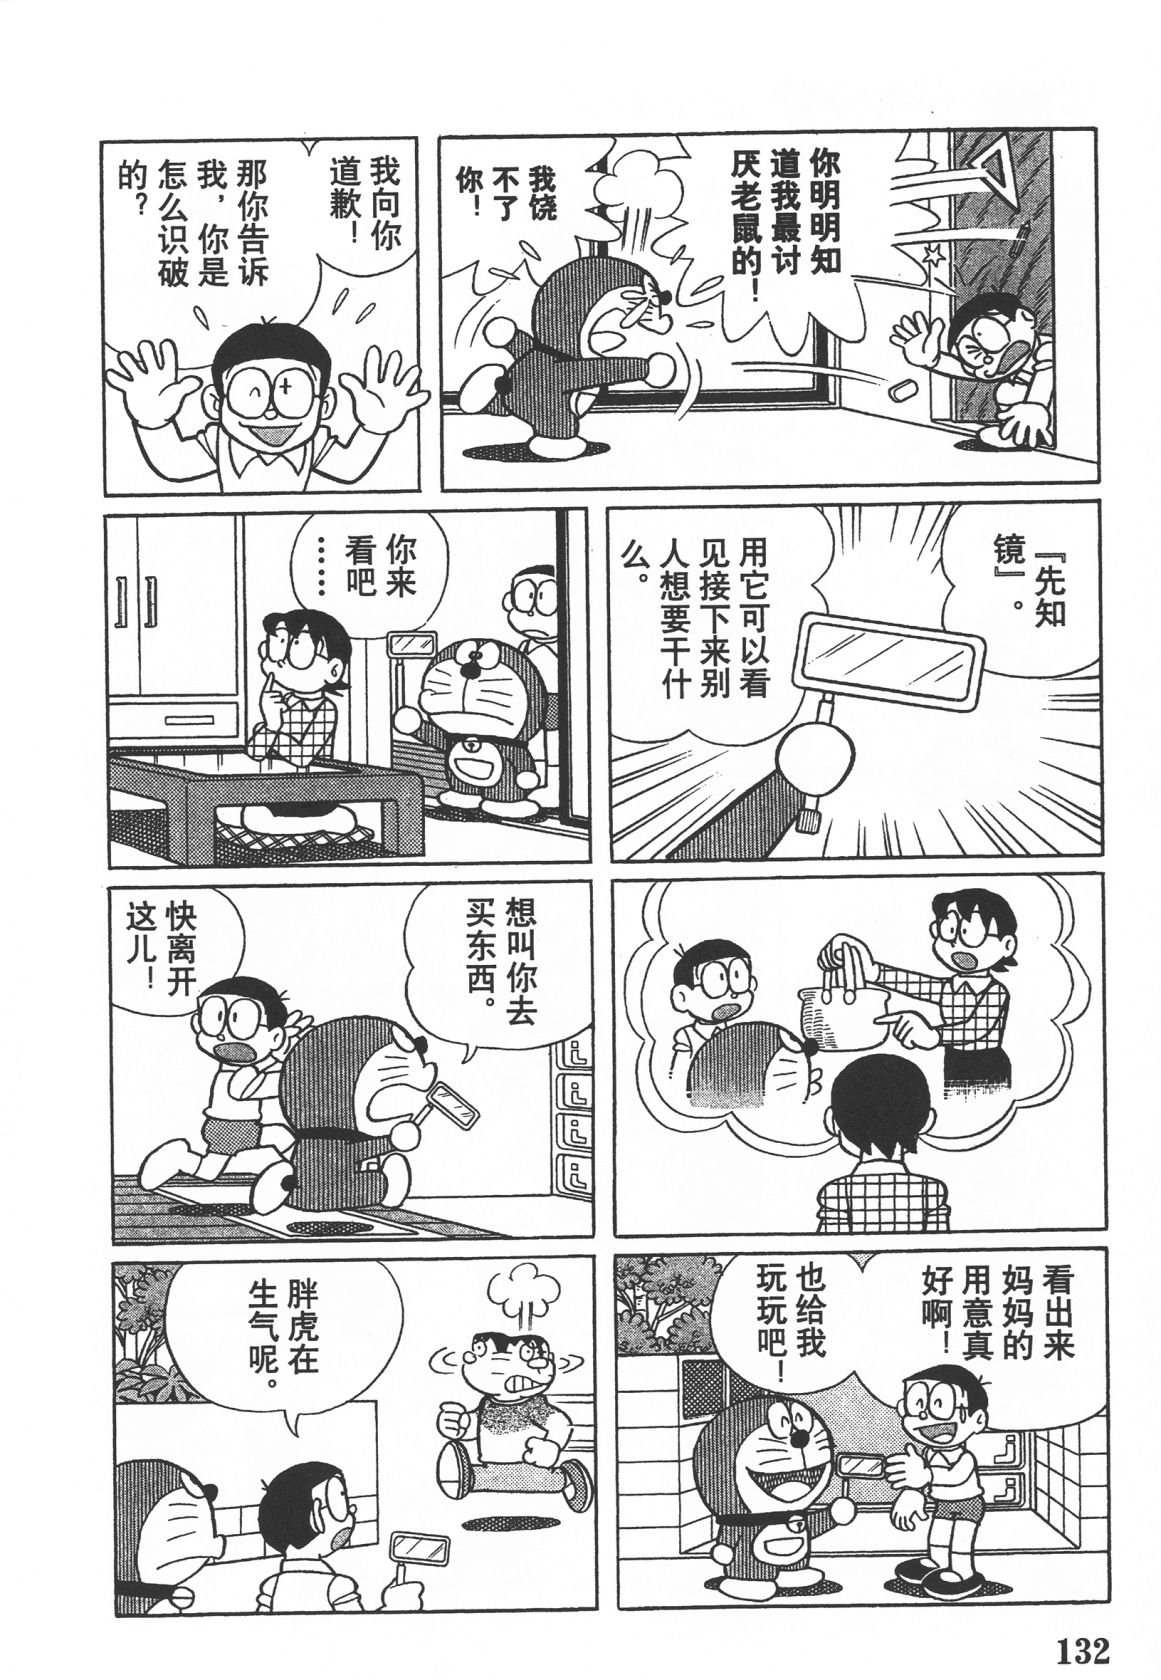 你明明知
道我最讨
厌老鼠的！
我饶
不了
你！
我向你
道歉！
那你告诉
我，你是
怎么识破
的？
『先知
镜』。
用它可以看
见接下来别
人想要干什
么。
你来
看吧
……
想叫你去
买东西。
快离开
这儿！
看出来
妈妈的
用意真
好啊！
也给我
玩玩吧！
胖虎在
生气呢。
132